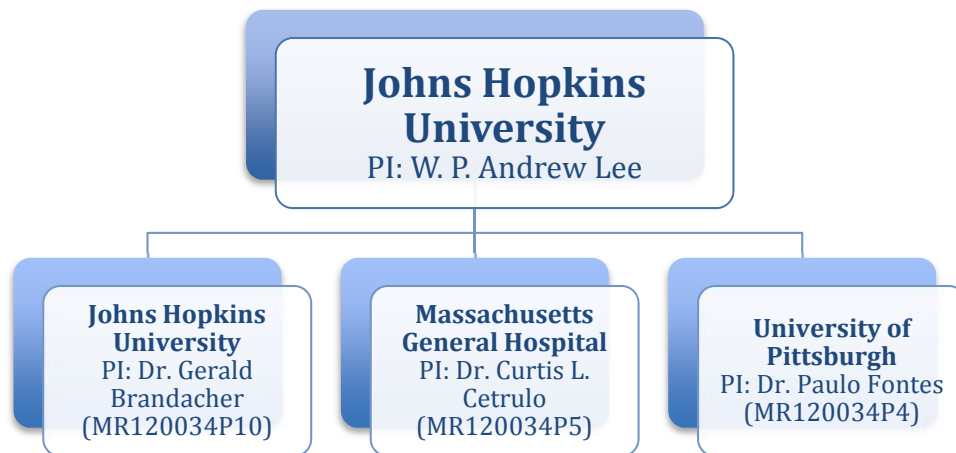 Johns Hopkins
University
PI: W. P. Andrew Lee
Johns Hopkins
University
PI: Dr. Gerald
Brandacher
(MR120034P10)
Massachusetts
General Hospital
PI: Dr. Curtis L.
Cetrulo
(MR120034P5)
University of
Pittsburgh
PI: Dr. Paulo Fontes
(MR120034P4)